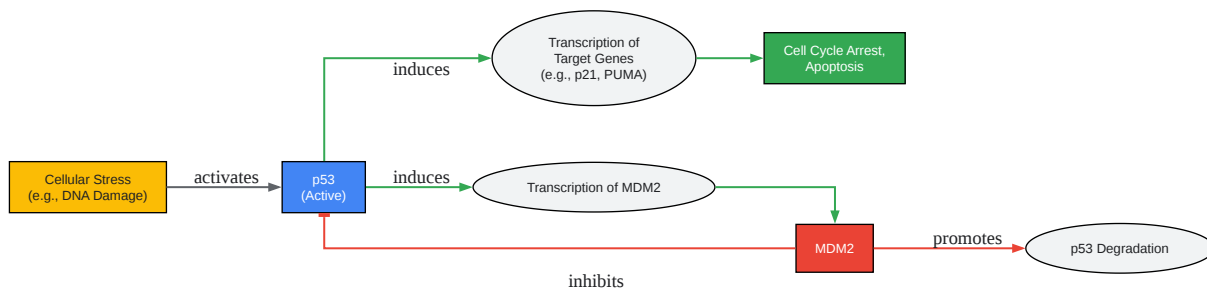 Transcription of
Target Genes
(e.g., p21, PUMA)
Cell Cycle Arrest,
Apoptosis
induces
Cellular Stress
(e.g., DNA Damage)
activates
p53
(Active)
induces
Transcription of MDM2
MDM2
promotes
p53 Degradation
inhibits